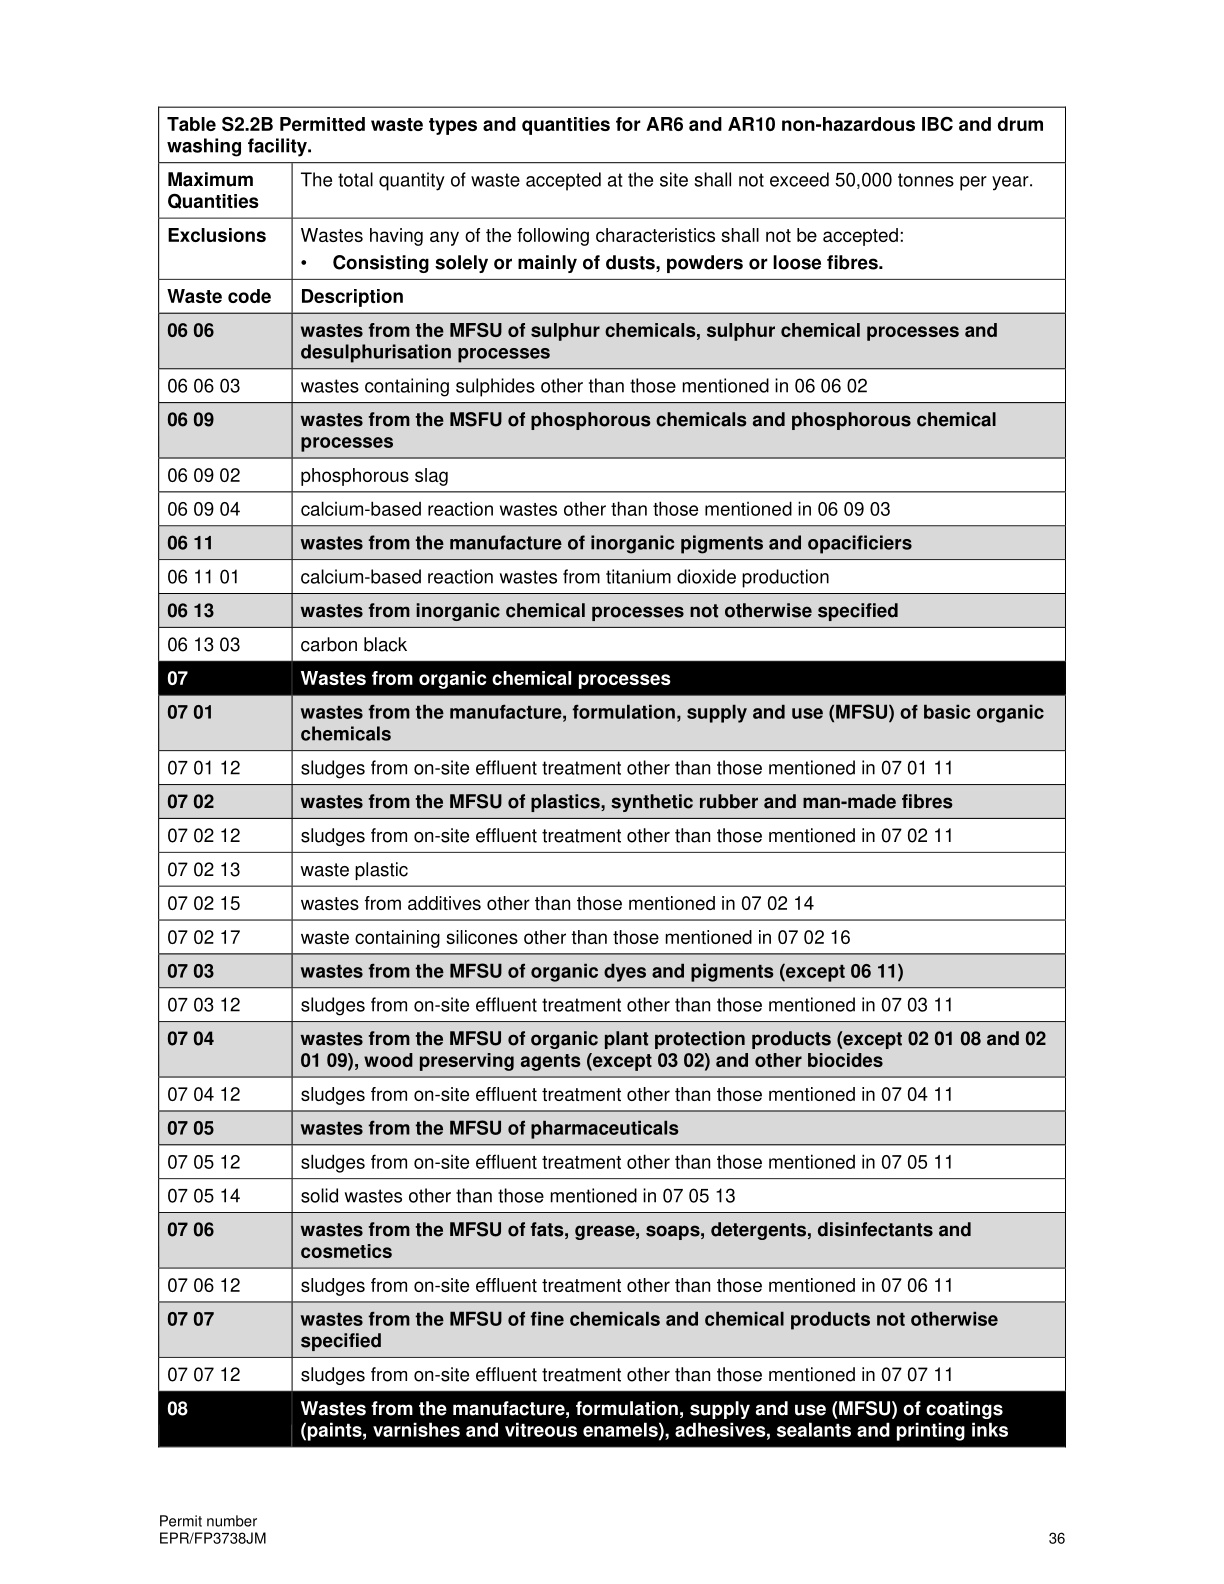 Table S2.2B Permitted waste types and quantities for AR6 and AR10 non-hazardous IBC and drum
washing facility.
Maximum Quantities The total quantity of waste accepted at the site shall not exceed 50,000 tonnes per year.
Exclusions Wastes having any of the following characteristics shall not be accepted:
• Consisting solely or mainly of dusts, powders or loose fibres.
Waste code Description
06 06 wastes from the MFSU of sulphur chemicals, sulphur chemical processes and
desulphurisation processes
06 06 03 wastes containing sulphides other than those mentioned in 06 06 02
06 09 wastes from the MSFU of phosphorous chemicals and phosphorous chemical
processes
06 09 02 phosphorous slag
06 09 04 calcium-based reaction wastes other than those mentioned in 06 09 03
06 11 wastes from the manufacture of inorganic pigments and opacificiers
06 11 01 calcium-based reaction wastes from titanium dioxide production
06 13 wastes from inorganic chemical processes not otherwise specified
06 13 03 carbon black
07 Wastes from organic chemical processes
07 01 wastes from the manufacture, formulation, supply and use (MFSU) of basic organic
chemicals
07 01 12 sludges from on-site effluent treatment other than those mentioned in 07 01 11
07 02 wastes from the MFSU of plastics, synthetic rubber and man-made fibres
07 02 12 sludges from on-site effluent treatment other than those mentioned in 07 02 11
07 02 13 waste plastic
07 02 15 wastes from additives other than those mentioned in 07 02 14
07 02 17 waste containing silicones other than those mentioned in 07 02 16
07 03 wastes from the MFSU of organic dyes and pigments (except 06 11)
07 03 12 sludges from on-site effluent treatment other than those mentioned in 07 03 11
07 04 wastes from the MFSU of organic plant protection products (except 02 01 08 and 02
01 09), wood preserving agents (except 03 02) and other biocides
07 04 12 sludges from on-site effluent treatment other than those mentioned in 07 04 11
07 05 wastes from the MFSU of pharmaceuticals
07 05 12 sludges from on-site effluent treatment other than those mentioned in 07 05 11
07 05 14 solid wastes other than those mentioned in 07 05 13
07 06 wastes from the MFSU of fats, grease, soaps, detergents, disinfectants and
cosmetics
07 06 12 sludges from on-site effluent treatment other than those mentioned in 07 06 11
07 07 wastes from the MFSU of fine chemicals and chemical products not otherwise
specified
07 07 12 sludges from on-site effluent treatment other than those mentioned in 07 07 11
08 Wastes from the manufacture, formulation, supply and use (MFSU) of coatings
(paints, varnishes and vitreous enamels), adhesives, sealants and printing inks
Permit number
EPR/FP3738JM 36